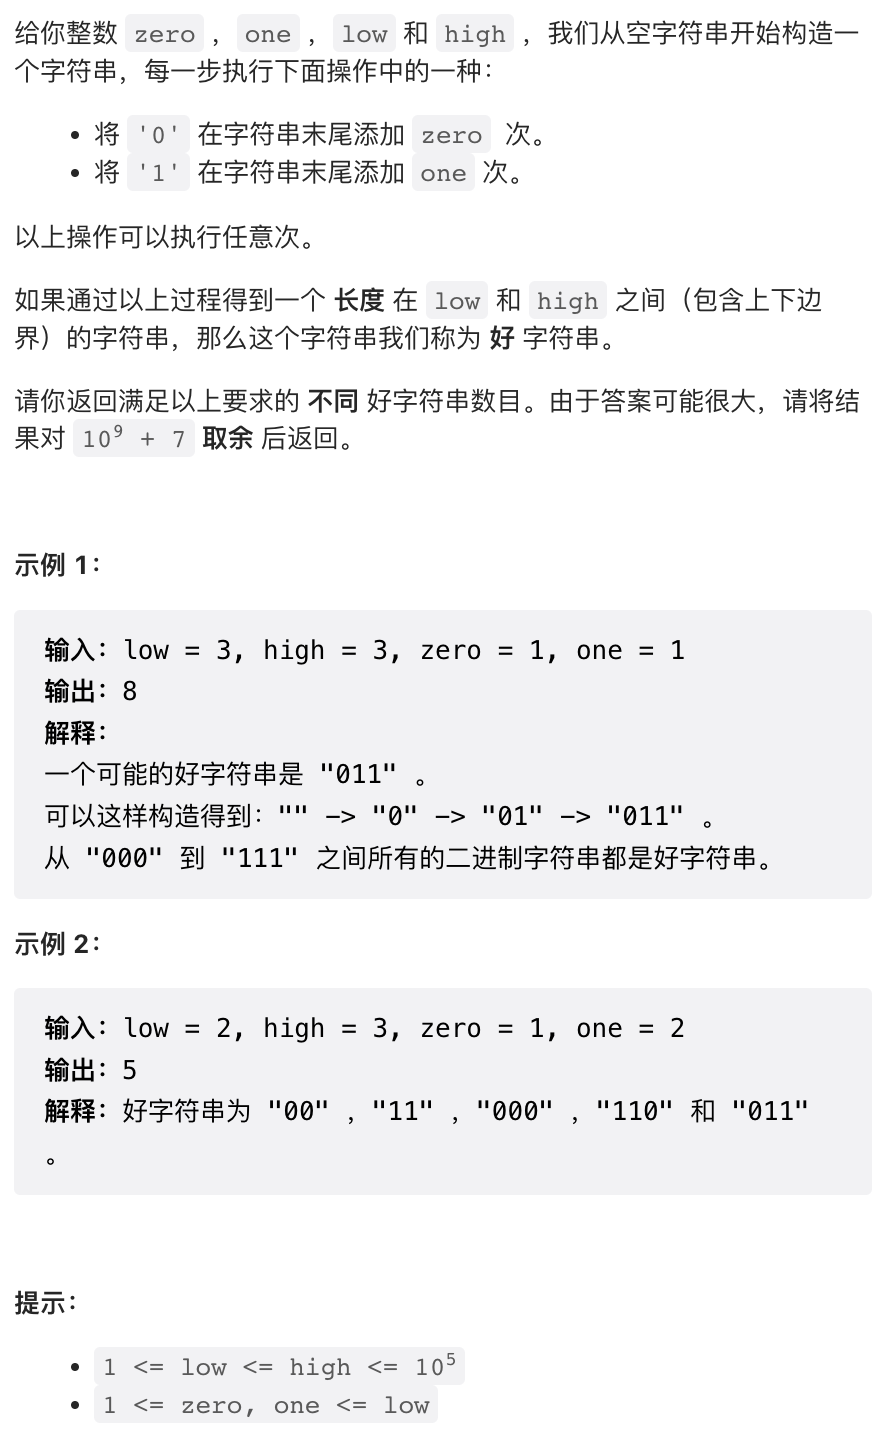 给你整数 zero ，one ，low 和 high ，我们从空字符串开始构造一
个字符串，每一步执行下面操作中的一种：
• 将 '0' 在字符串末尾添加 zero 次。
• 将 '1' 在字符串末尾添加 one 次。
以上操作可以执行任意次。
如果通过以上过程得到一个 长度 在 low 和 high 之间（包含上下边
界）的字符串，那么这个字符串我们称为 好 字符串。
请你返回满足以上要求的 不同 好字符串数目。由于答案可能很大，请将结
果对 10⁹ + 7 取余 后返回。
示例 1：
输入：low = 3, high = 3, zero = 1, one = 1
输出：8
解释：
一个可能的好字符串是 "011" 。
可以这样构造得到："" -> "0" -> "01" -> "011" 。
从 "000" 到 "111" 之间所有的二进制字符串都是好字符串。
示例 2：
输入：low = 2, high = 3, zero = 1, one = 2
输出：5
解释：好字符串为 "00" ，"11" ，"000" ，"110" 和 "011"
。
提示：
• 1 <= low <= high <= 10⁵
• 1 <= zero, one <= low